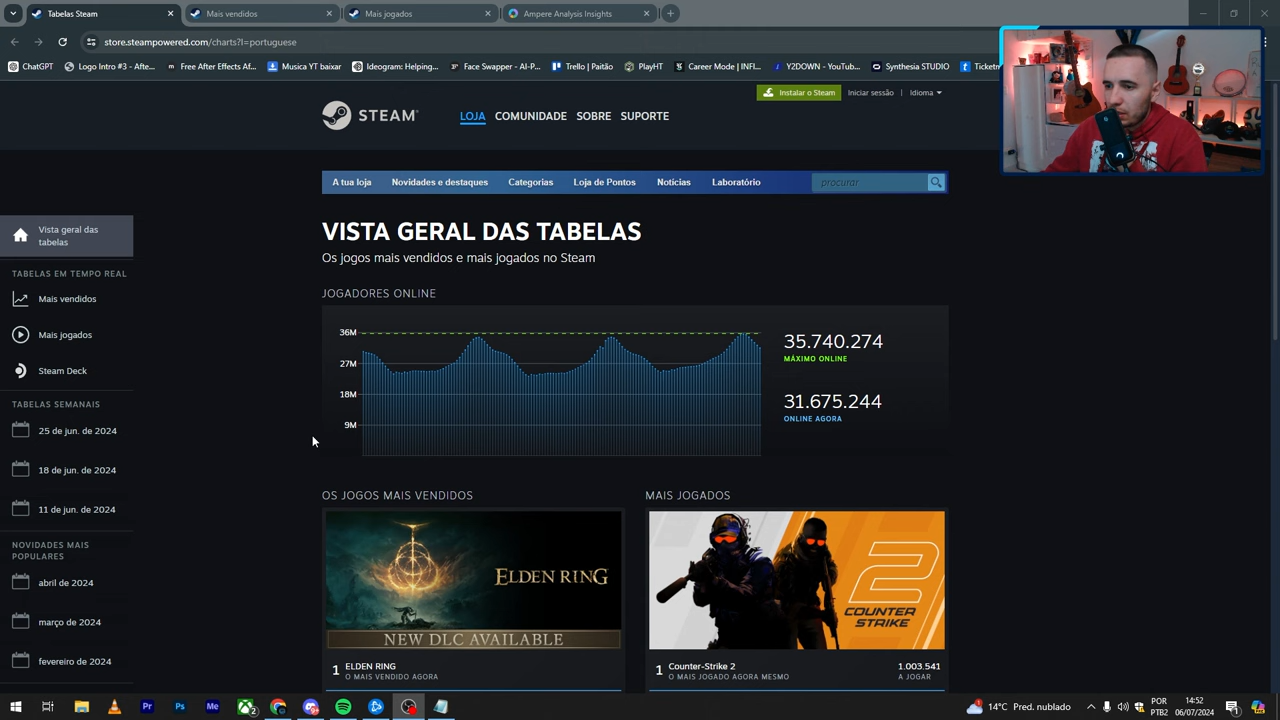 Tabelas Steam
Mais vendidos
Mais jogados
Ampere Analysis Insights
store.steampowered.com/charts?l=portuguese
ChatGPT
Logo Intro #3 - Afte...
Free After Effects Af...
Musica YT b
Ideogram: Helping...
Face Swapper - AI-P...
Trello | Paitão
PlayHT
Career Mode | INFI...
Y2DOWN - YouTub...
Synthesia STUDIO
Ticketm
Instalar o Steam
Iniciar sessão
|
Idioma
STEAM
LOJA
COMUNIDADE
SOBRE
SUPORTE
A tua loja
Novidades e destaques
Categorias
Loja de Pontos
Notícias
Laboratório
procurar
Vista geral das
tabelas
TABELAS EM TEMPO REAL
Mais vendidos
Mais jogados
Steam Deck
TABELAS SEMANAIS
25 de jun. de 2024
18 de jun. de 2024
11 de jun. de 2024
NOVIDADES MAIS
POPULARES
abril de 2024
março de 2024
fevereiro de 2024
VISTA GERAL DAS TABELAS
Os jogos mais vendidos e mais jogados no Steam
JOGADORES ONLINE
36M
27M
18M
9M
35.740.274
MÁXIMO ONLINE
31.675.244
ONLINE AGORA
OS JOGOS MAIS VENDIDOS
ELDEN RING
NEW DLC AVAILABLE
1 ELDEN RING
O MAIS VENDIDO AGORA
MAIS JOGADOS
2
COUNTER
STRIKE
1 Counter-Strike 2
1.003.541
O MAIS JOGADO AGORA MESMO
A JOGAR
Pr
Ps
Me
2
14°C Pred. nublado
POR
PTB2
14:52
06/07/2024
1